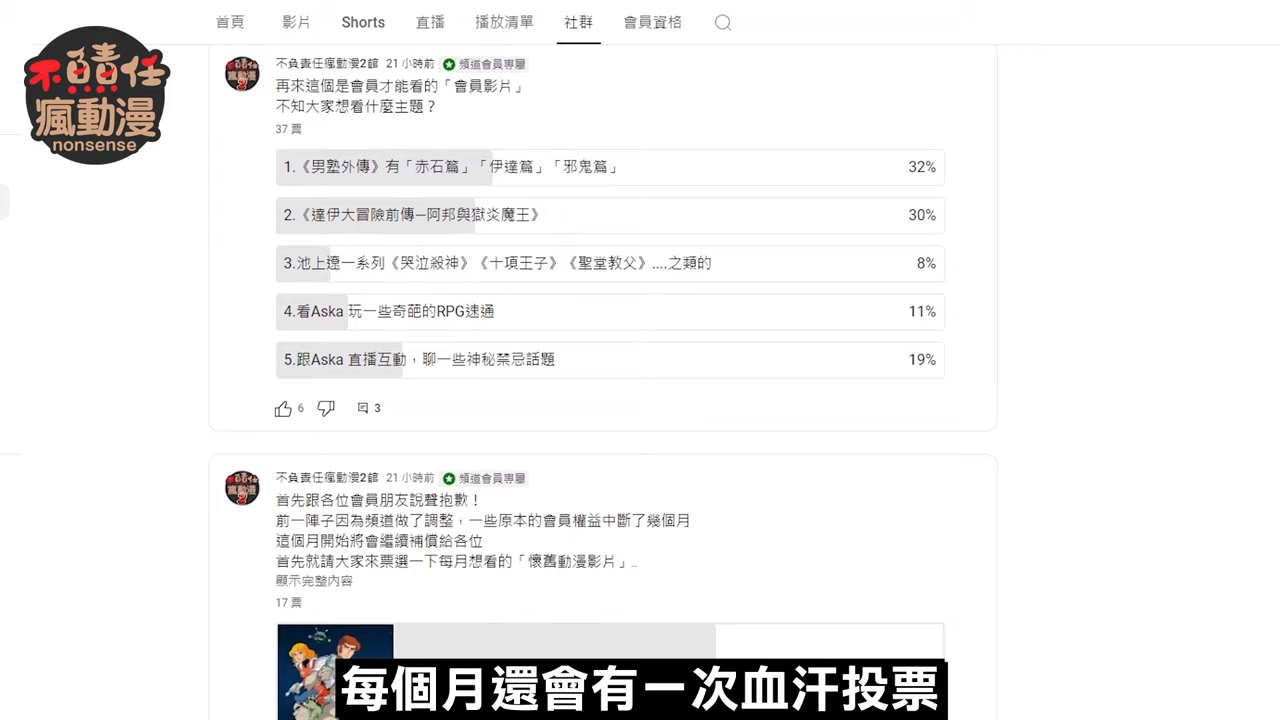 首頁 影片 Shorts 直播 播放清單 社群 會員資格
不負責任
瘋動漫
nonsense
不負責任瘋動漫2館 21 小時前 頻道會員專屬
再來這個是會員才能看的「會員影片」
不知大家想看什麼主題？
37 票
1.《男塾外傳》有「赤石篇」「伊達篇」「邪鬼篇」 32%
2.《達伊大冒險前傳—阿邦與獄炎魔王》 30%
3.池上遼一系列《哭泣殺神》《十項王子》《聖堂教父》....之類的 8%
4.看Aska 玩一些奇葩的RPG速通 11%
5.跟Aska 直播互動，聊一些神秘禁忌話題 19%
6 3
不負責任瘋動漫2館 21 小時前 頻道會員專屬
首先跟各位會員朋友說聲抱歉！
前一陣子因為頻道做了調整，一些原本的會員權益中斷了幾個月
這個月開始將會繼續補償給各位
首先就請大家來票選一下每月想看的「懷舊動漫影片」…
顯示完整內容
17 票
每個月還會有一次血汗投票